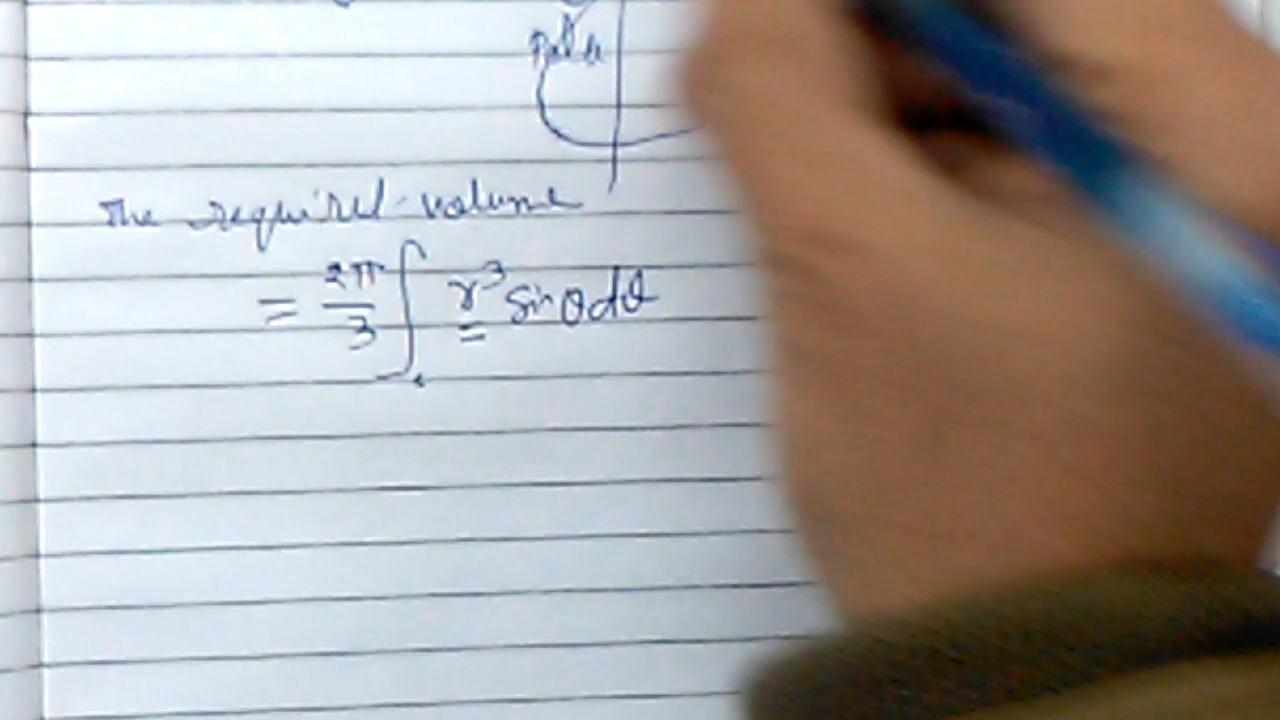 The required volume
= 2π/3 ∫ r³ sin θ dθ